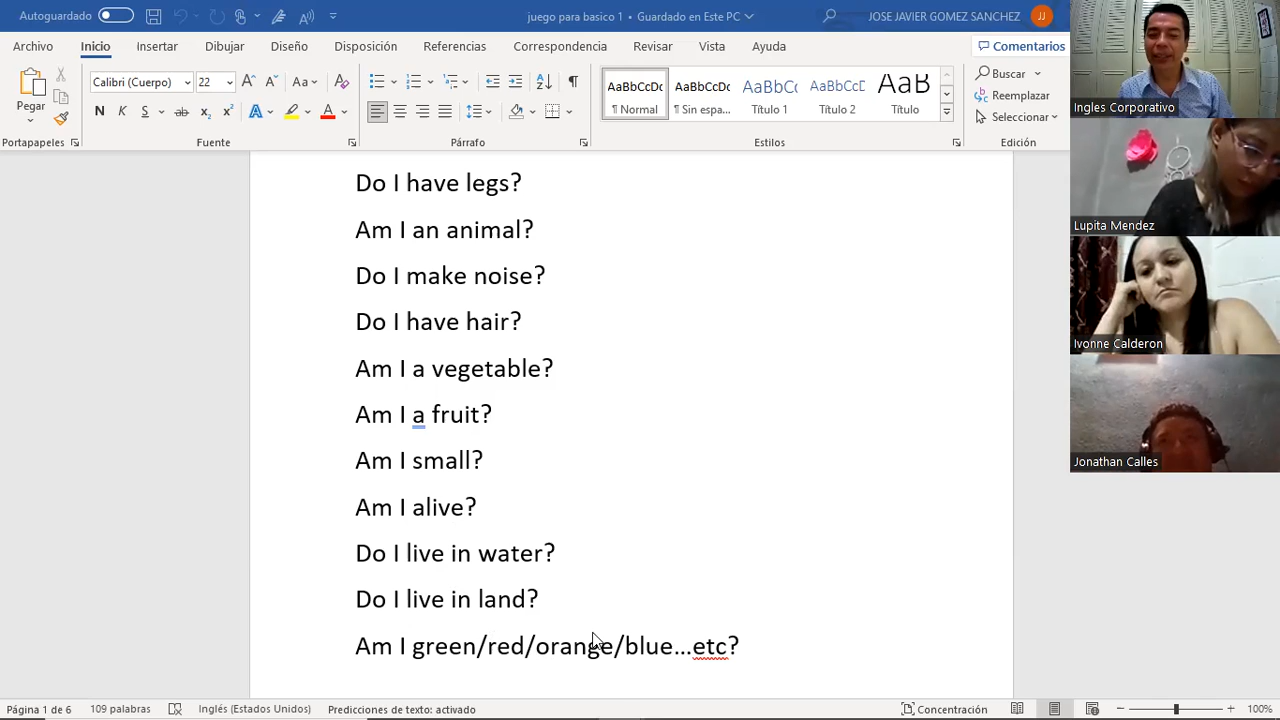 Autoguardado
juego para basico 1 - Guardado en Este PC
JOSE JAVIER GOMEZ SANCHEZ
JJ
Archivo
Inicio
Insertar
Dibujar
Diseño
Disposición
Referencias
Correspondencia
Revisar
Vista
Ayuda
Comentarios
Pegar
Calibri (Cuerpo)
22
N K S ab x₂ x²
AaBbCcDc
¶ Normal
AaBbCcDc
¶ Sin espa...
AaBbCc
Título 1
AaBbCcD
Título 2
AaB
Título
Buscar
Reemplazar
Seleccionar
Portapapeles
Fuente
Párrafo
Estilos
Edición
Do I have legs?
Am I an animal?
Do I make noise?
Do I have hair?
Am I a vegetable?
Am I a fruit?
Am I small?
Am I alive?
Do I live in water?
Do I live in land?
Am I green/red/orange/blue...etc?
Ingles Corporativo
Lupita Mendez
Ivonne Calderon
Jonathan Calles
Página 1 de 6
109 palabras
Inglés (Estados Unidos)
Predicciones de texto: activado
Concentración
100%